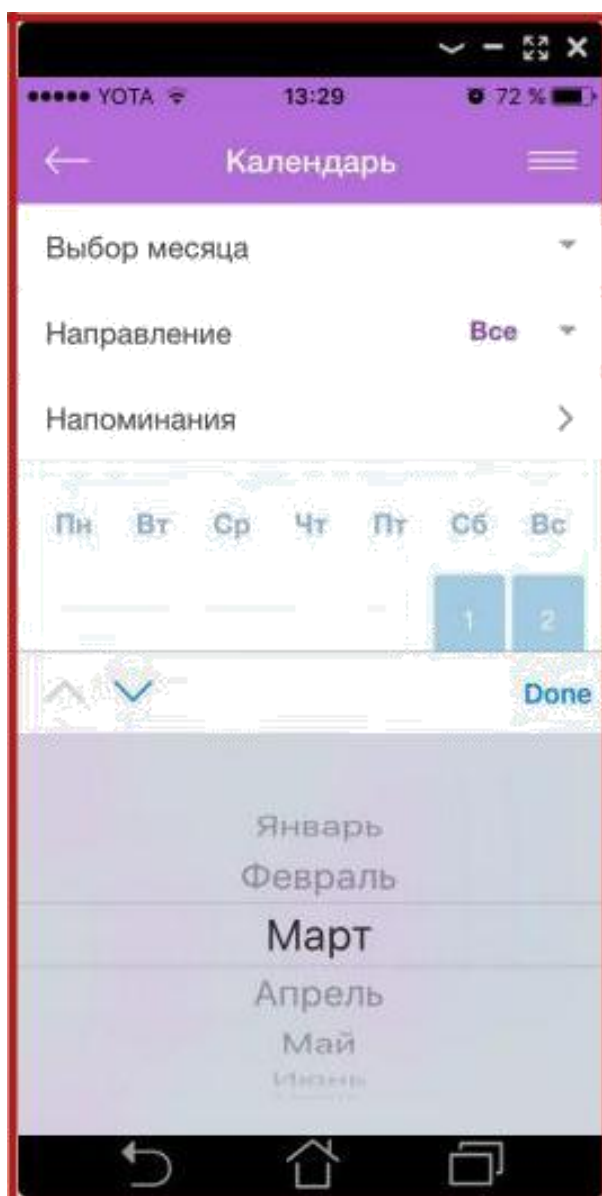 YOTA 13:29 72 %
Календарь
Выбор месяца
Направление Все
Напоминания
Пн Вт Ср Чт Пт Сб Вс
1 2
Done
Январь
Февраль
Март
Апрель
Май